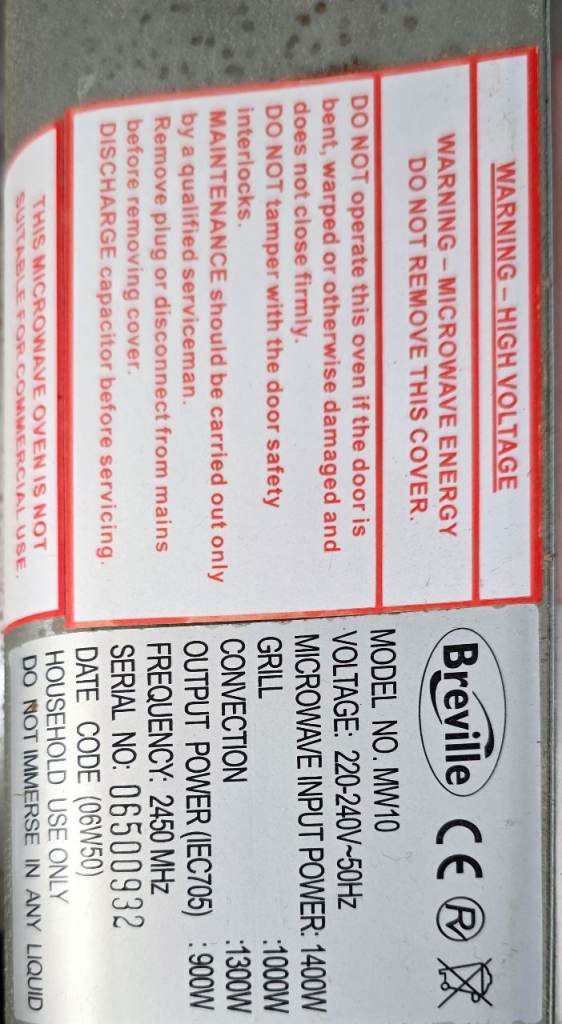 WARNING – HIGH VOLTAGE
WARNING – MICROWAVE ENERGY
DO NOT REMOVE THIS COVER.
DO NOT operate this oven if the door is
bent, warped or otherwise damaged and
does not close firmly.
DO NOT tamper with the door safety
interlocks.
MAINTENANCE should be carried out only
by a qualified serviceman.
Remove plug or disconnect from mains
before removing cover.
DISCHARGE capacitor before servicing.
THIS MICROWAVE OVEN IS NOT
SUITABLE FOR COMMERCIAL USE.
Breville CE R
MODEL NO. MW10
VOLTAGE: 220-240V~50Hz
MICROWAVE INPUT POWER: 1400W
GRILL :1000W
CONVECTION :1300W
OUTPUT POWER (IEC705) : 900W
FREQUENCY: 2450 MHz
SERIAL NO: 06500932
DATE CODE (06W50)
HOUSEHOLD USE ONLY
DO NOT IMMERSE IN ANY LIQUID